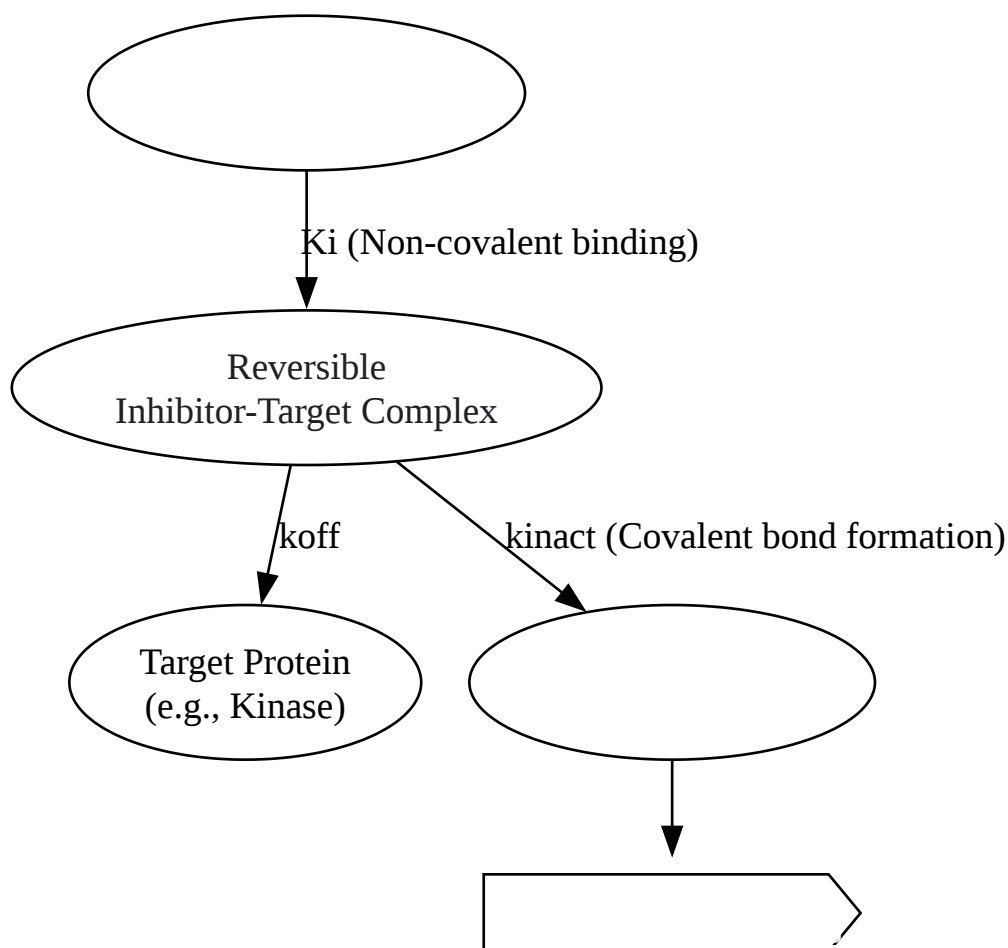 Ki (Non-covalent binding)
Reversible
Inhibitor-Target Complex
koff
kinact (Covalent bond formation)
Target Protein
(e.g., Kinase)